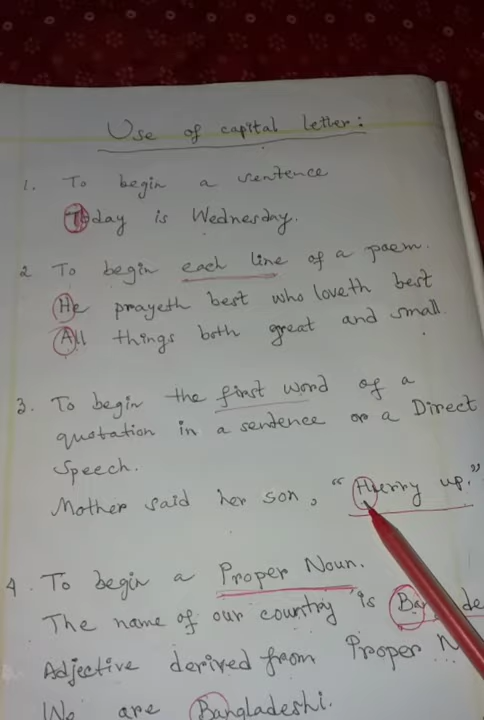 Use of capital letter:
1. To begin a sentence
Today is Wednesday.
2 To begin each line of a poem.
He prayeth best who loveth best
All things both great and small.
3. To begin the first word of a
quotation in a sentence or a Direct
Speech.
Mother said her son, "Hurry up."
4. To begin a Proper Noun.
The name of our country is
Adjective derived from Proper
We are Bangladeshi.